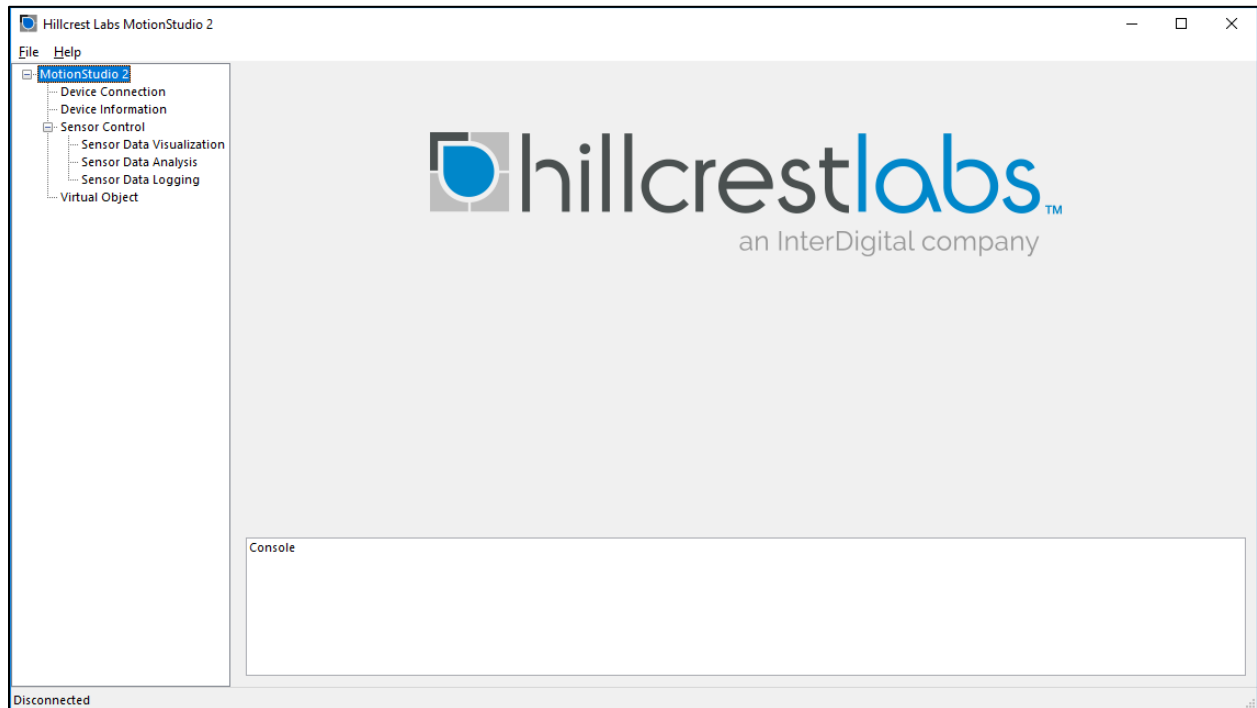 Hillcrest Labs MotionStudio 2
File Help
MotionStudio 2
Device Connection
Device Information
Sensor Control
Sensor Data Visualization
Sensor Data Analysis
Sensor Data Logging
Virtual Object
hillcrestlabs™
an InterDigital company
Console
Disconnected